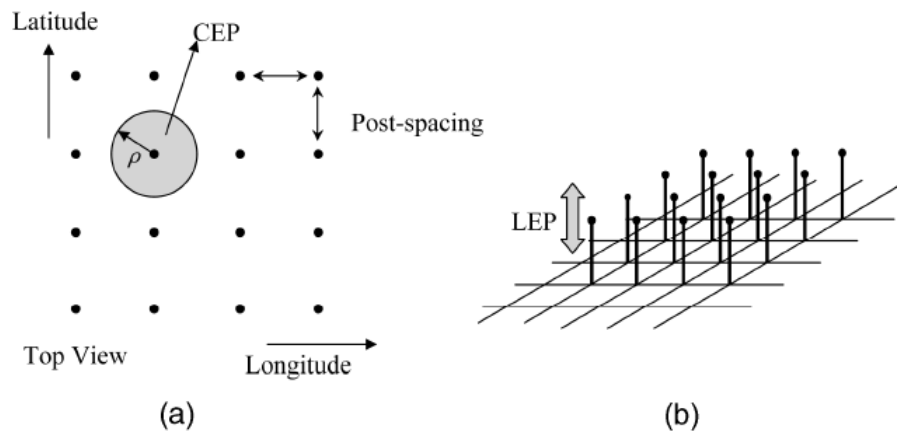 Latitude
CEP
Post-spacing
ρ
LEP
Top View
Longitude
(a)
(b)